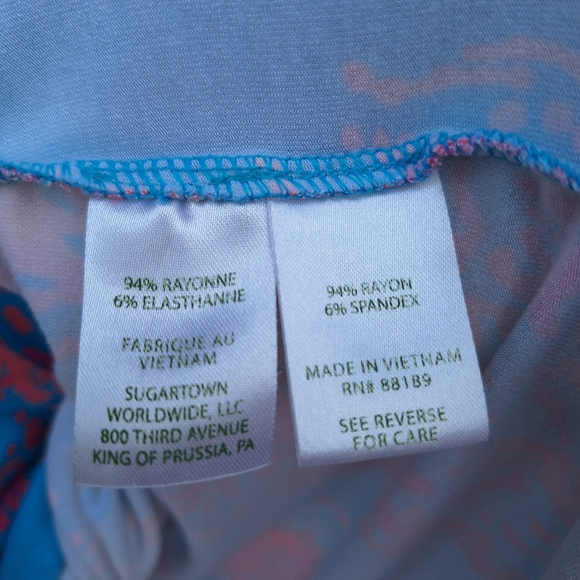 94% RAYONNE
6% ELASTHANNE
FABRIQUE AU
VIETNAM
SUGARTOWN
WORLDWIDE, LLC
800 THIRD AVENUE
KING OF PRUSSIA, PA
94% RAYON
6% SPANDEX
MADE IN VIETNAM
RN# 88189
SEE REVERSE
FOR CARE